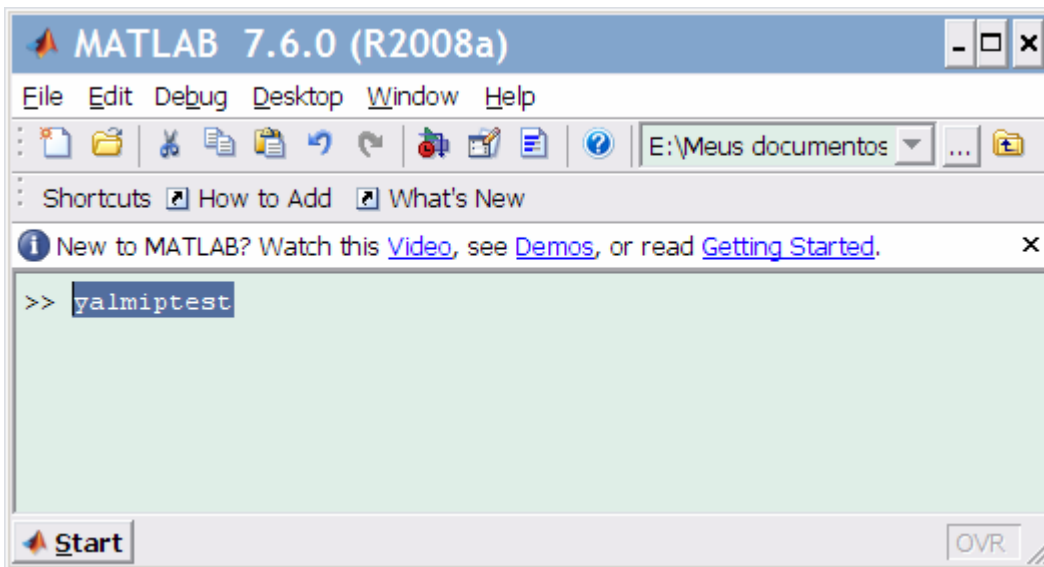 MATLAB 7.6.0 (R2008a)
File Edit Debug Desktop Window Help
E:\Meus documentos ...
Shortcuts How to Add What's New
New to MATLAB? Watch this Video, see Demos, or read Getting Started.
>> yalmiptest
Start OVR